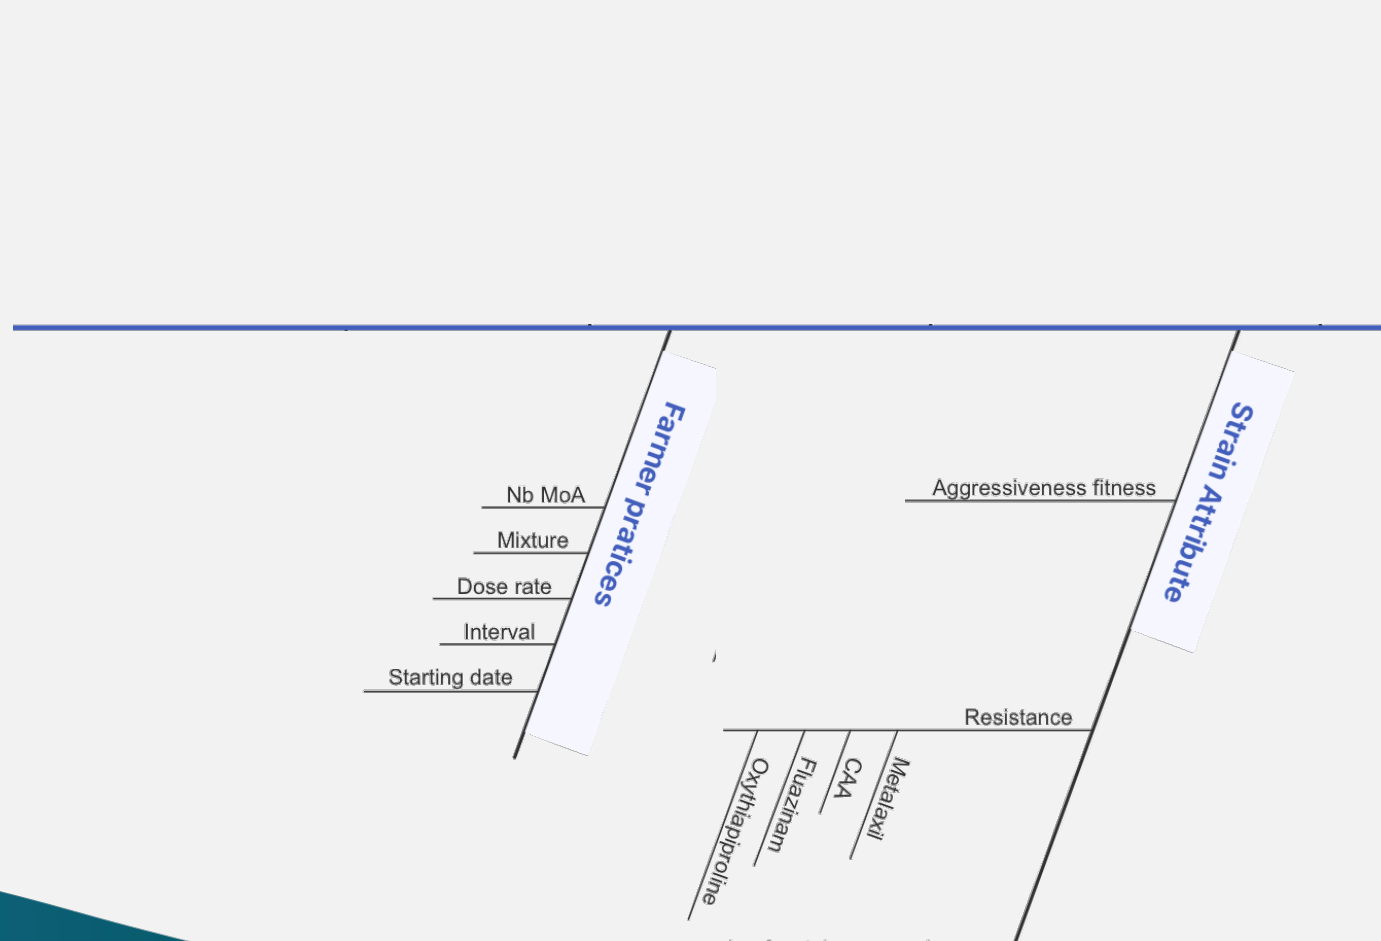 Farmer pratices
Nb MoA
Mixture
Dose rate
Interval
Starting date
Strain Attribute
Aggressiveness fitness
Resistance
Oxythiapiproline
Fluazinam
CAA
Metalaxil